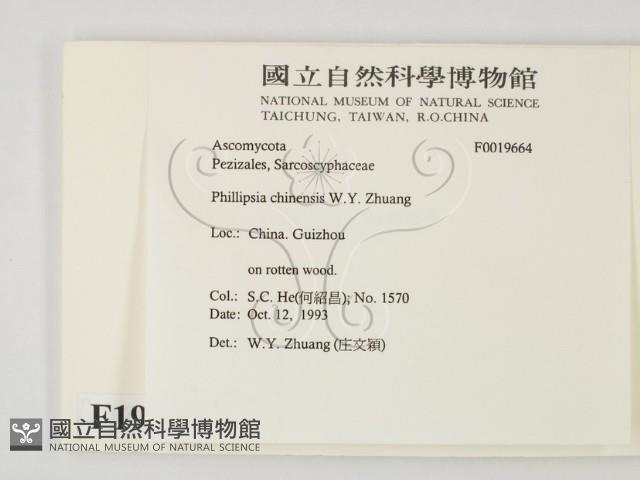 國立自然科學博物館
NATIONAL MUSEUM OF NATURAL SCIENCE
TAICHUNG, TAIWAN, R.O.CHINA
Ascomycota F0019664
Pezizales, Sarcoscyphaceae
Phillipsia chinensis W.Y. Zhuang
Loc.: China. Guizhou
on rotten wood.
Col.: S.C. He(何紹昌); No. 1570
Date: Oct. 12, 1993
Det.: W.Y. Zhuang (庄文穎)
F19
國立自然科學博物館
NATIONAL MUSEUM OF NATURAL SCIENCE